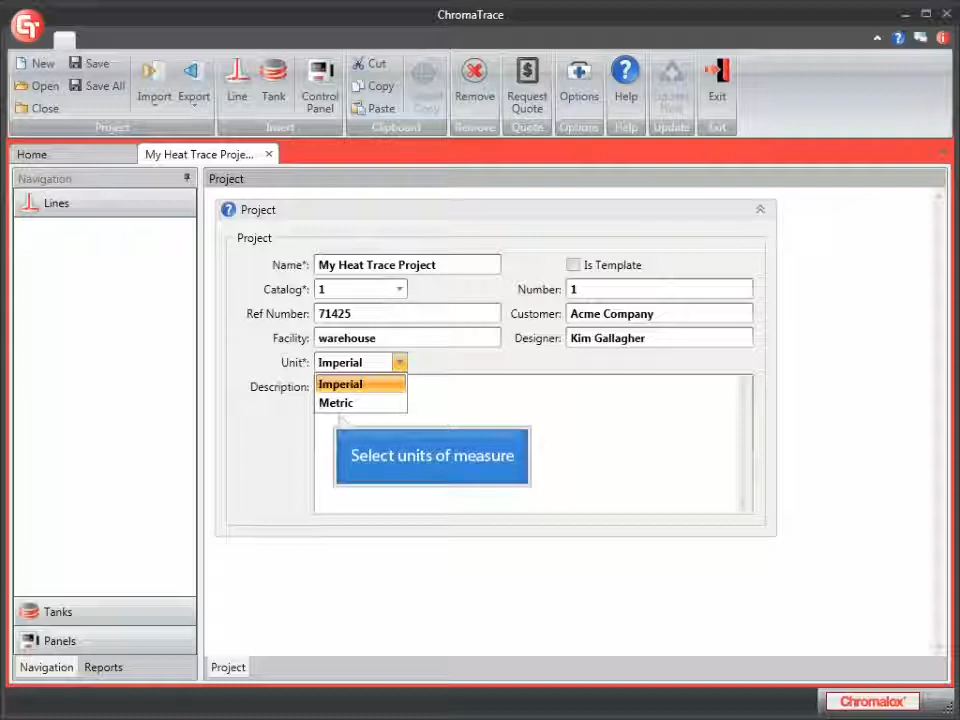 ChromaTrace
New Save
Open Save All
Close
Import Export
Line Tank Control Panel
Cut
Copy
Paste
Remove
Request Quote
Options
Help
Exit
Project Insert Clipboard Remove Quote Options Help Update Exit
Home My Heat Trace Proje...
Navigation
Lines
Project
Project
Project
Name*: My Heat Trace Project Is Template
Catalog*: 1 Number: 1
Ref Number: 71425 Customer: Acme Company
Facility: warehouse Designer: Kim Gallagher
Unit*: Imperial
Description: Imperial
Metric
Select units of measure
Tanks
Panels
Navigation Reports
Project
Chromalox